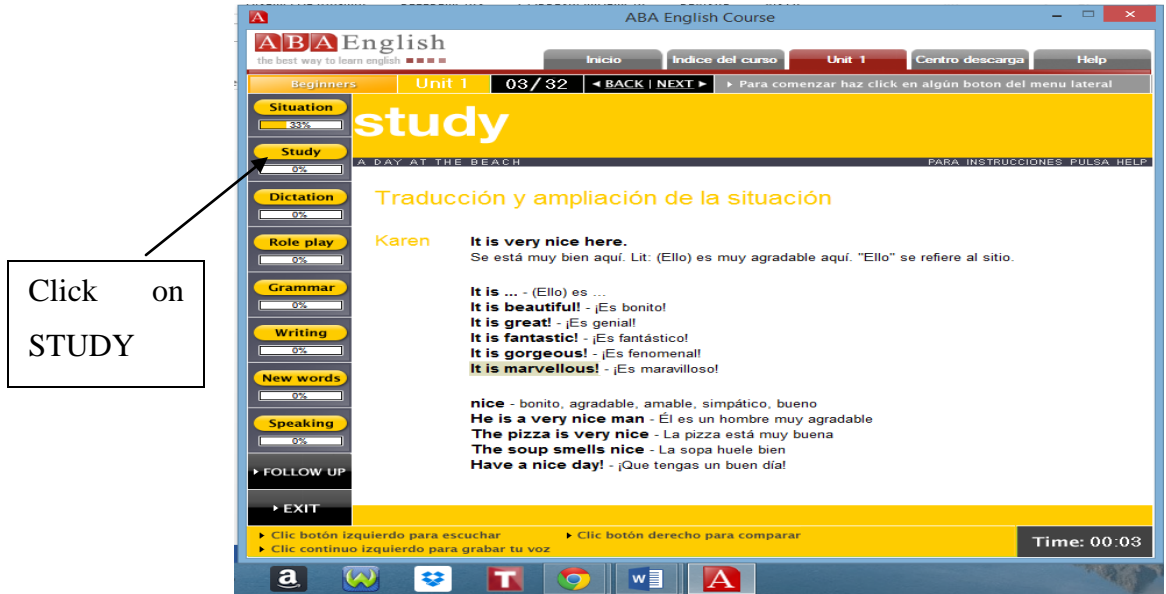 ABA English Course
ABA English
the best way to learn english
Inicio
Indice del curso
Unit 1
Centro descarga
Help
Beginners
Unit 1
03/32
◄ BACK | NEXT ►
Para comenzar haz click en algún boton del menu lateral
Situation
33%
study
Study
0%
A DAY AT THE BEACH
PARA INSTRUCCIONES PULSA HELP
Dictation
0%
Role play
0%
Grammar
0%
Writing
0%
New words
0%
Speaking
0%
FOLLOW UP
EXIT
Traducción y ampliación de la situación
Karen
It is very nice here.
Se está muy bien aquí. Lit: (Ello) es muy agradable aquí. "Ello" se refiere al sitio.
It is ... - (Ello) es ...
It is beautiful! - ¡Es bonito!
It is great! - ¡Es genial!
It is fantastic! - ¡Es fantástico!
It is gorgeous! - ¡Es fenomenal!
It is marvellous! - ¡Es maravilloso!
nice - bonito, agradable, amable, simpático, bueno
He is a very nice man - Él es un hombre muy agradable
The pizza is very nice - La pizza está muy buena
The soup smells nice - La sopa huele bien
Have a nice day! - ¡Que tengas un buen día!
Clic botón izquierdo para escuchar
Clic botón derecho para comparar
Clic continuo izquierdo para grabar tu voz
Time: 00:03
Click on
STUDY